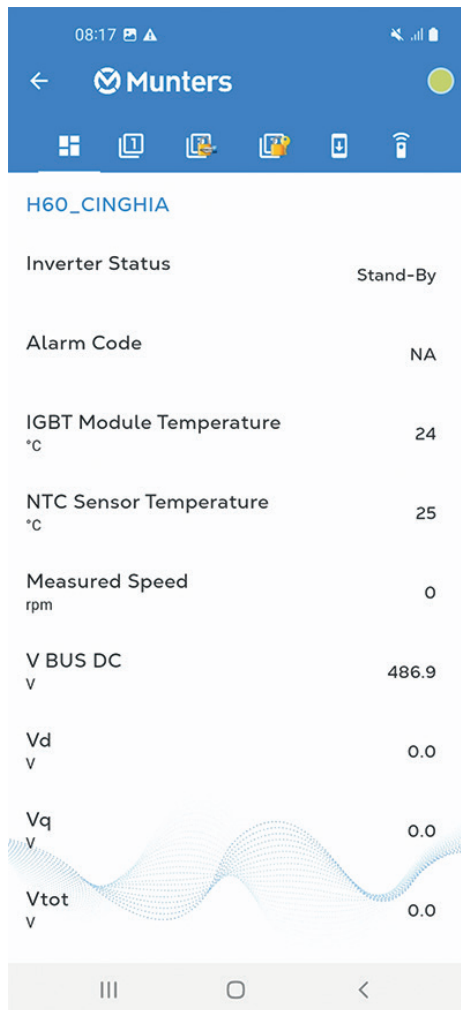 08:17
Munters
1
H60_CINGHIA
Inverter Status
Stand-By
Alarm Code
NA
IGBT Module Temperature
°C
24
NTC Sensor Temperature
°C
25
Measured Speed
rpm
0
V BUS DC
V
486.9
Vd
V
0.0
Vq
V
0.0
Vtot
V
0.0